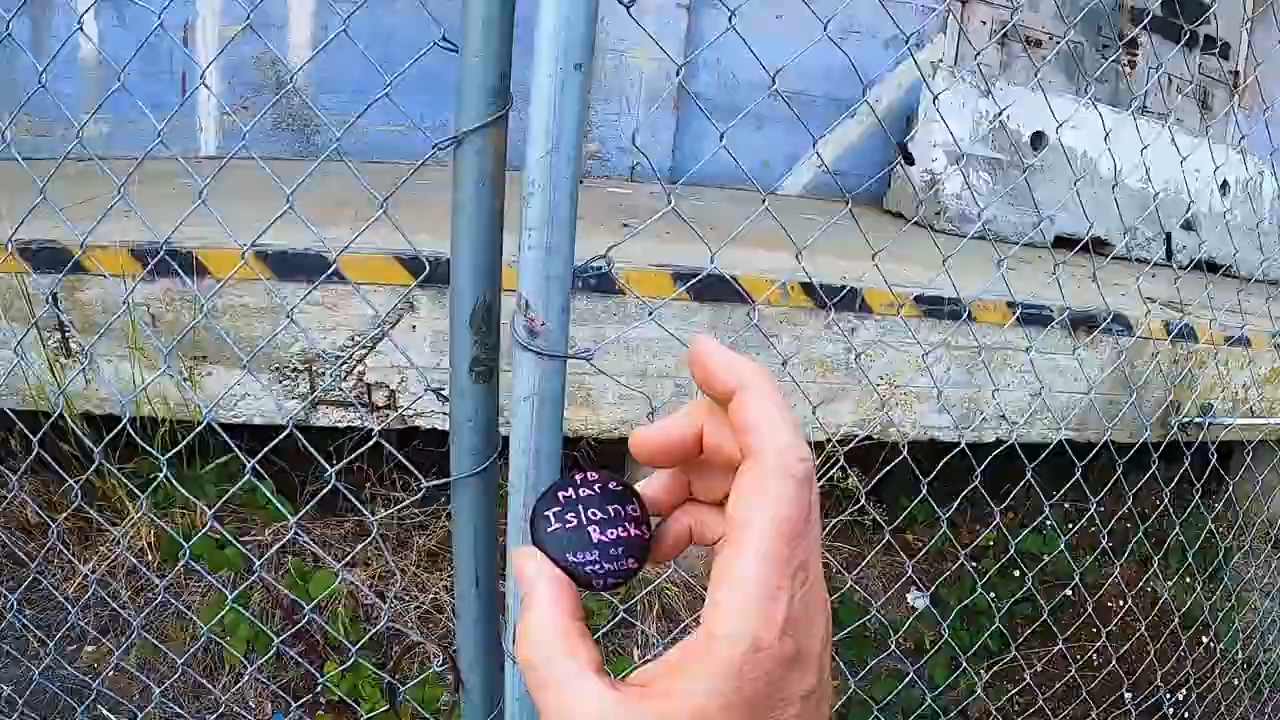 FB
Mare
Island
Rocks
Keep or
rehide